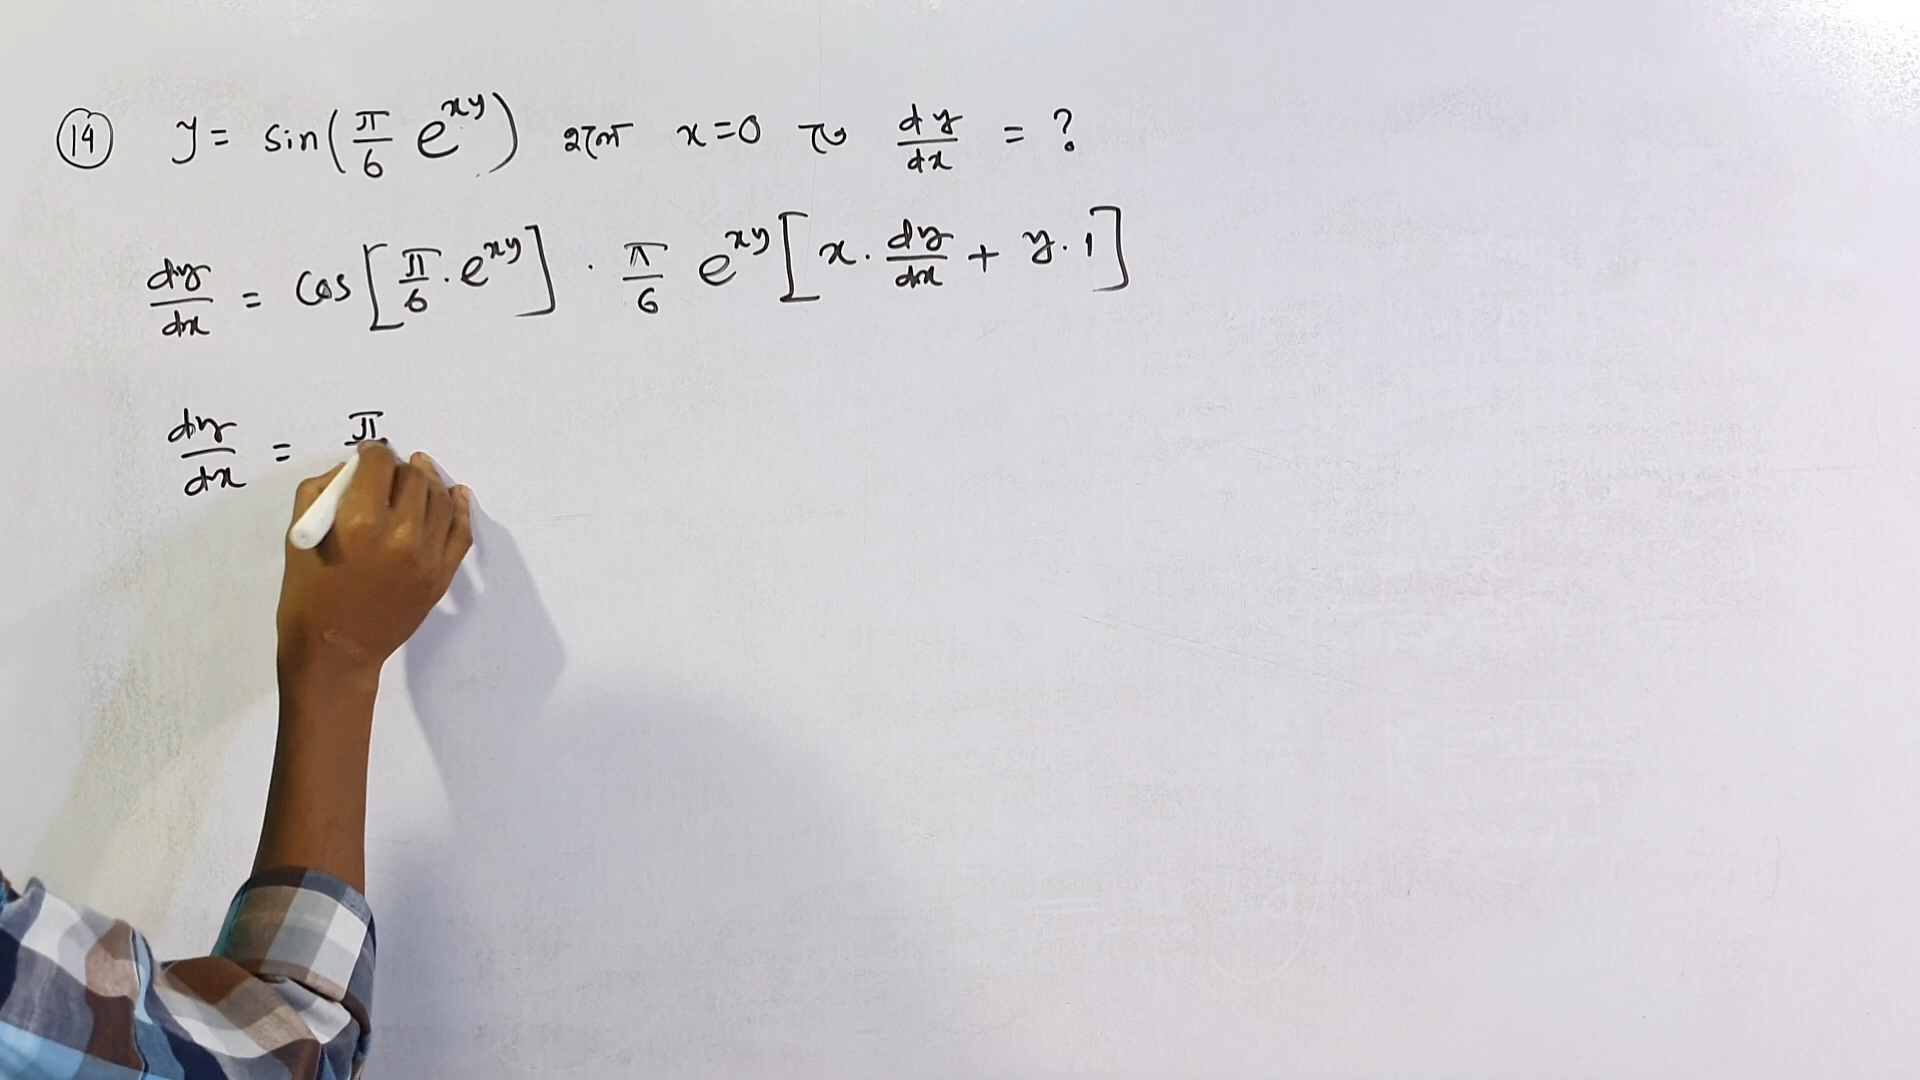 (14) y = sin(π/6 e^xy) হলে x=0 তে dy/dx = ?
dy/dx = Cos[π/6 . e^xy] . π/6 e^xy [x . dy/dx + y . 1]
dy/dx = π